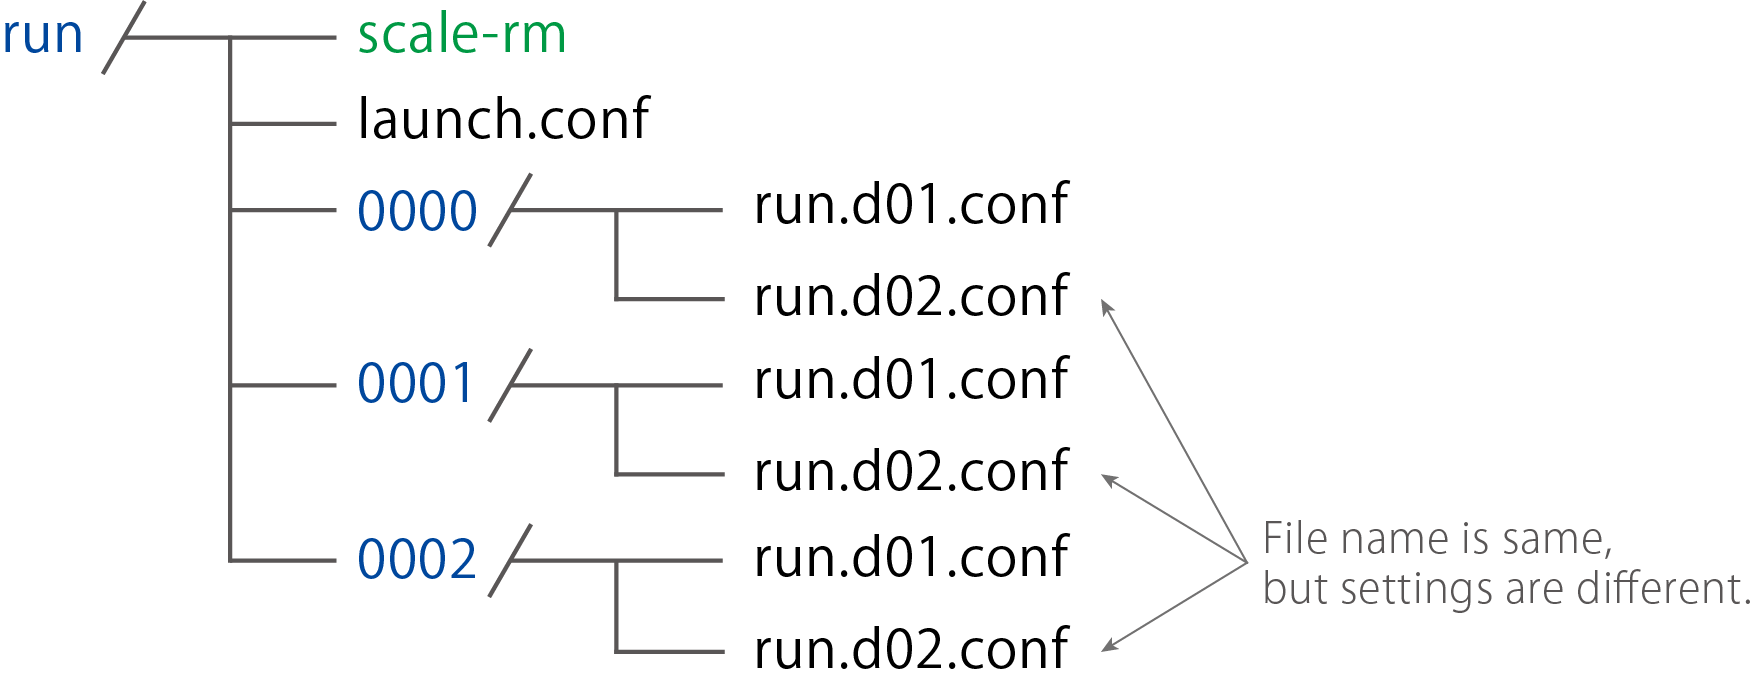 run scale-rm
launch.conf
0000 run.d01.conf
run.d02.conf
0001 run.d01.conf
run.d02.conf
0002 run.d01.conf
run.d02.conf
File name is same,
but settings are different.